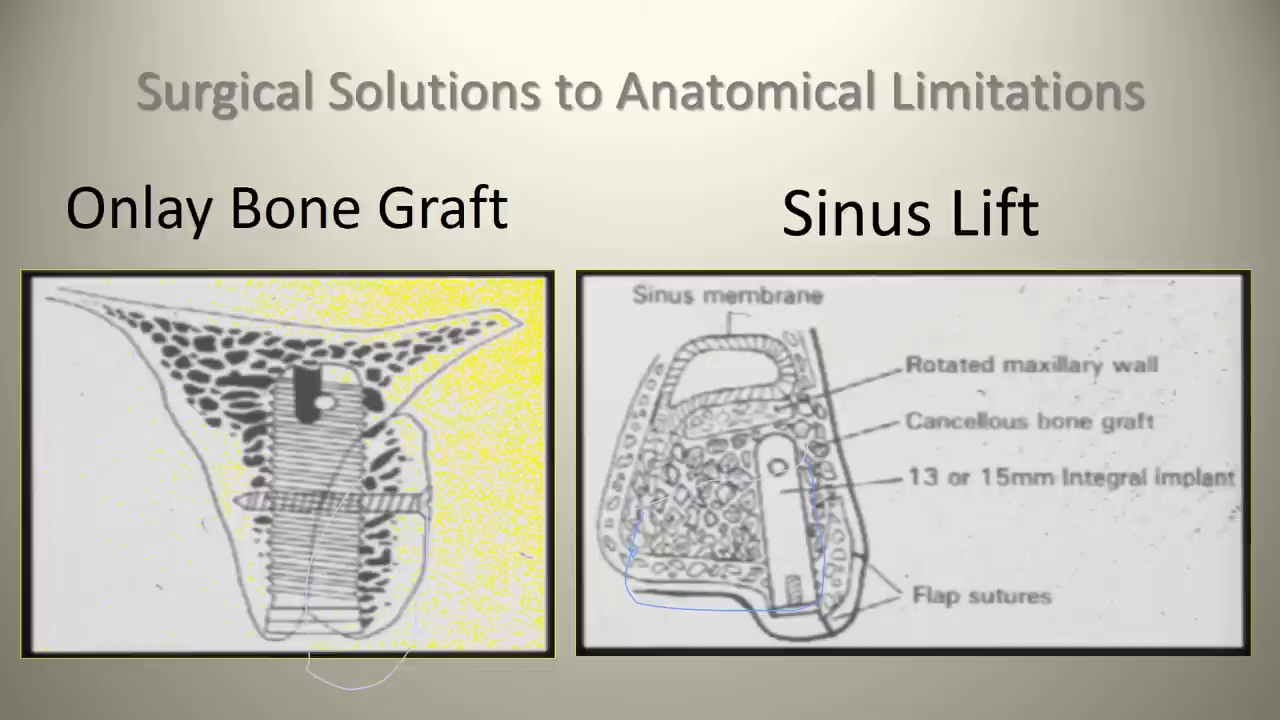 Surgical Solutions to Anatomical Limitations
Onlay Bone Graft
Sinus Lift
Sinus membrane
Rotated maxillary wall
Cancellous bone graft
13 or 15mm Integral implant
Flap sutures